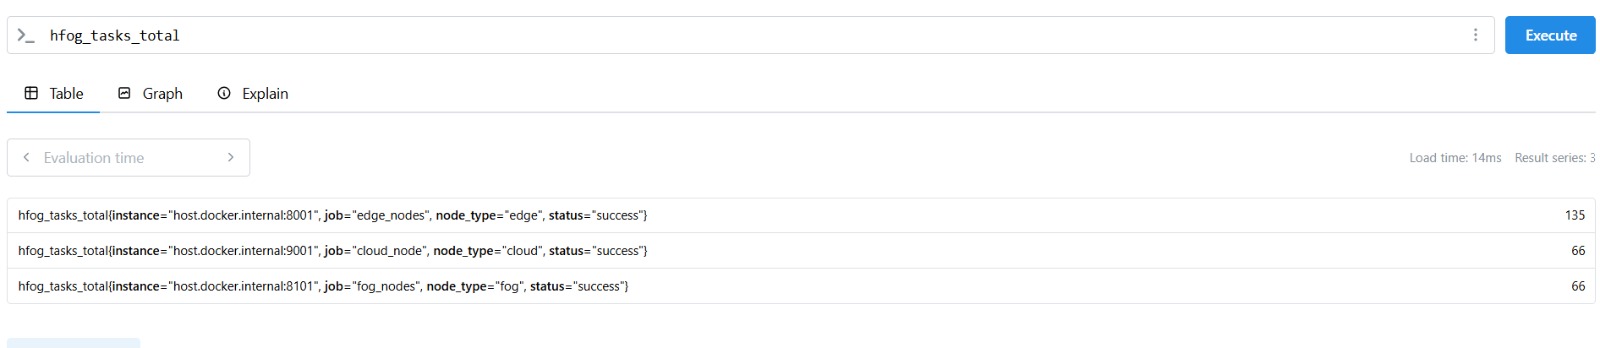 hfog_tasks_total
Execute
Table Graph Explain
Evaluation time
Load time: 14ms Result series: 3
hfog_tasks_total{instance="host.docker.internal:8001", job="edge_nodes", node_type="edge", status="success"} 135
hfog_tasks_total{instance="host.docker.internal:9001", job="cloud_node", node_type="cloud", status="success"} 66
hfog_tasks_total{instance="host.docker.internal:8101", job="fog_nodes", node_type="fog", status="success"} 66